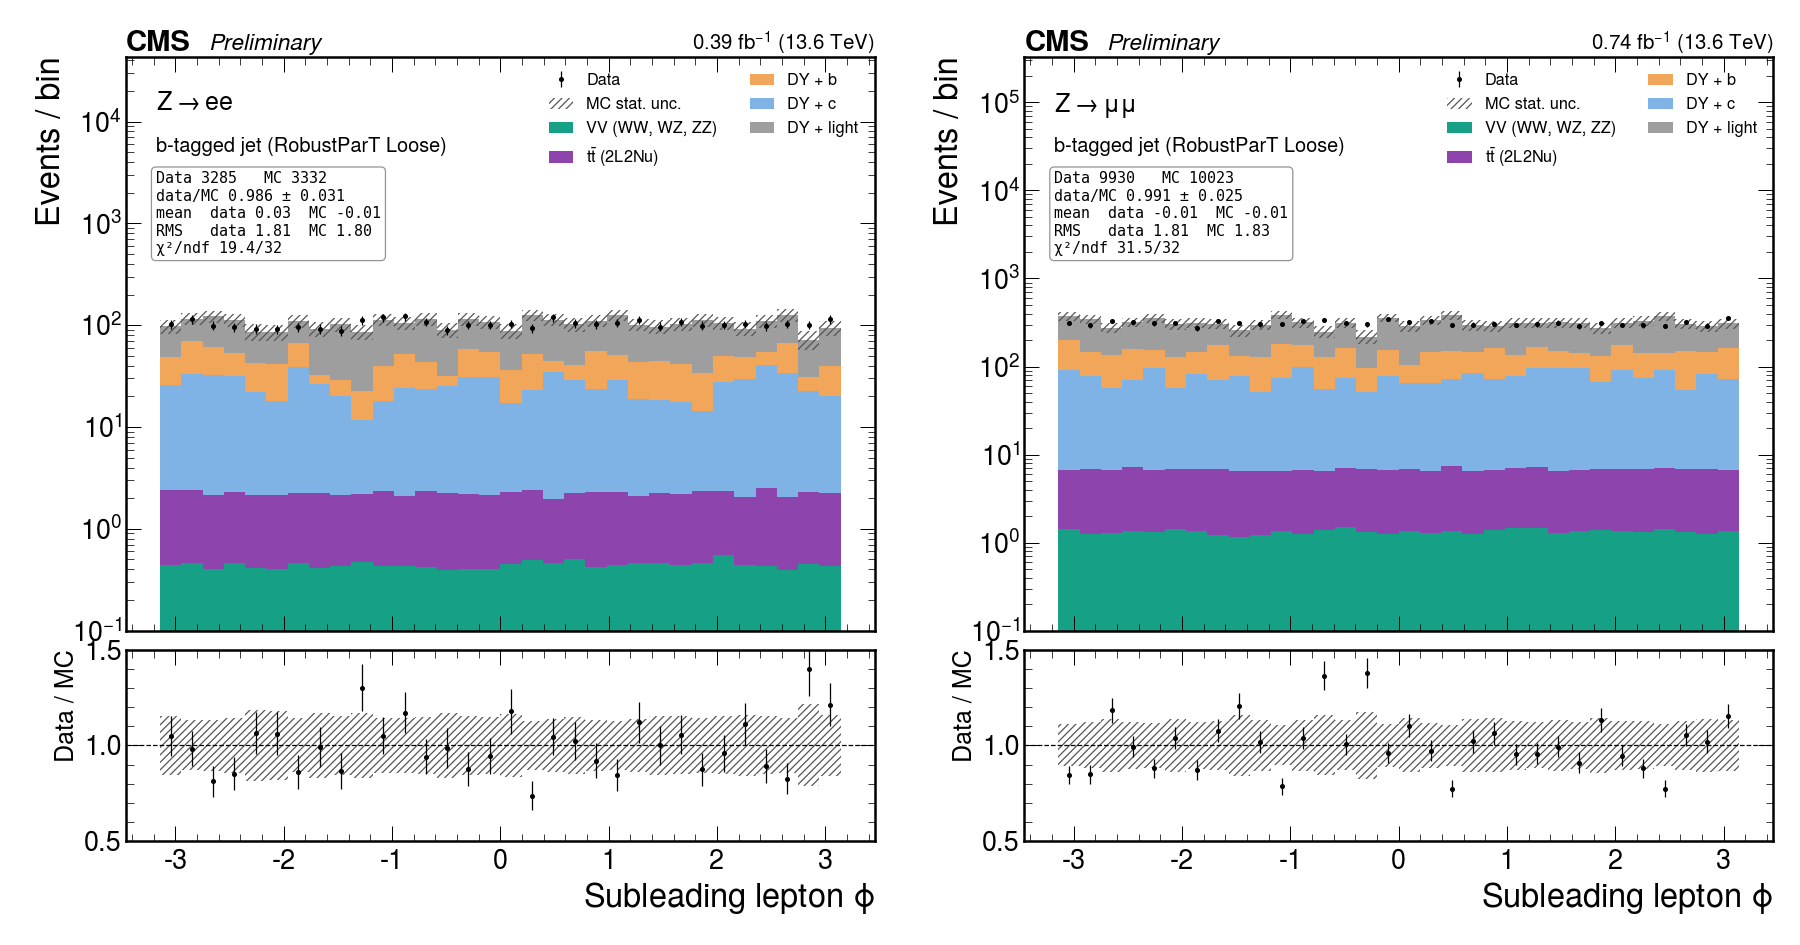 CMS Preliminary 0.39 fb⁻¹ (13.6 TeV)
Events / bin
Z→ee
b-tagged jet (RobustParT Loose)
Data 3285   MC 3332
data/MC 0.986 ± 0.031
mean  data 0.03  MC -0.01
RMS   data 1.81  MC 1.80
χ²/ndf 19.4/32
Data
MC stat. unc.
VV (WW, WZ, ZZ)
tt̄ (2L2Nu)
DY + b
DY + c
DY + light
10⁴
10³
10²
10¹
10⁰
10⁻¹
Data / MC
1.5
1.0
0.5
-3 -2 -1 0 1 2 3
Subleading lepton ϕ
CMS Preliminary 0.74 fb⁻¹ (13.6 TeV)
Events / bin
Z→μμ
b-tagged jet (RobustParT Loose)
Data 9930   MC 10023
data/MC 0.991 ± 0.025
mean  data -0.01  MC -0.01
RMS   data 1.81  MC 1.83
χ²/ndf 31.5/32
Data
MC stat. unc.
VV (WW, WZ, ZZ)
tt̄ (2L2Nu)
DY + b
DY + c
DY + light
10⁵
10⁴
10³
10²
10¹
10⁰
10⁻¹
Data / MC
1.5
1.0
0.5
-3 -2 -1 0 1 2 3
Subleading lepton ϕ